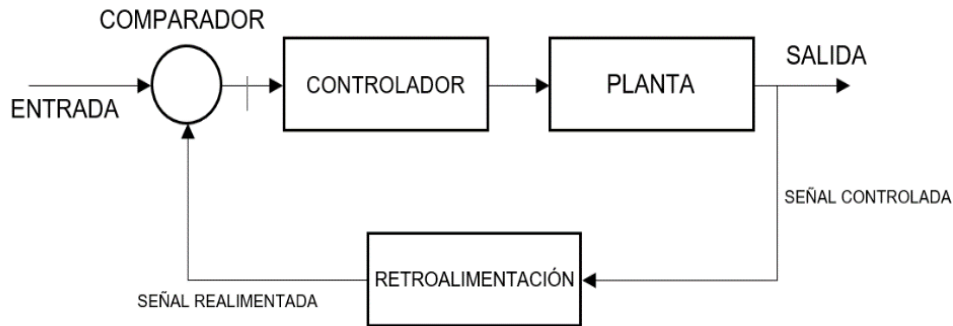 COMPARADOR
ENTRADA
CONTROLADOR
PLANTA
SALIDA
SEÑAL CONTROLADA
RETROALIMENTACIÓN
SEÑAL REALIMENTADA